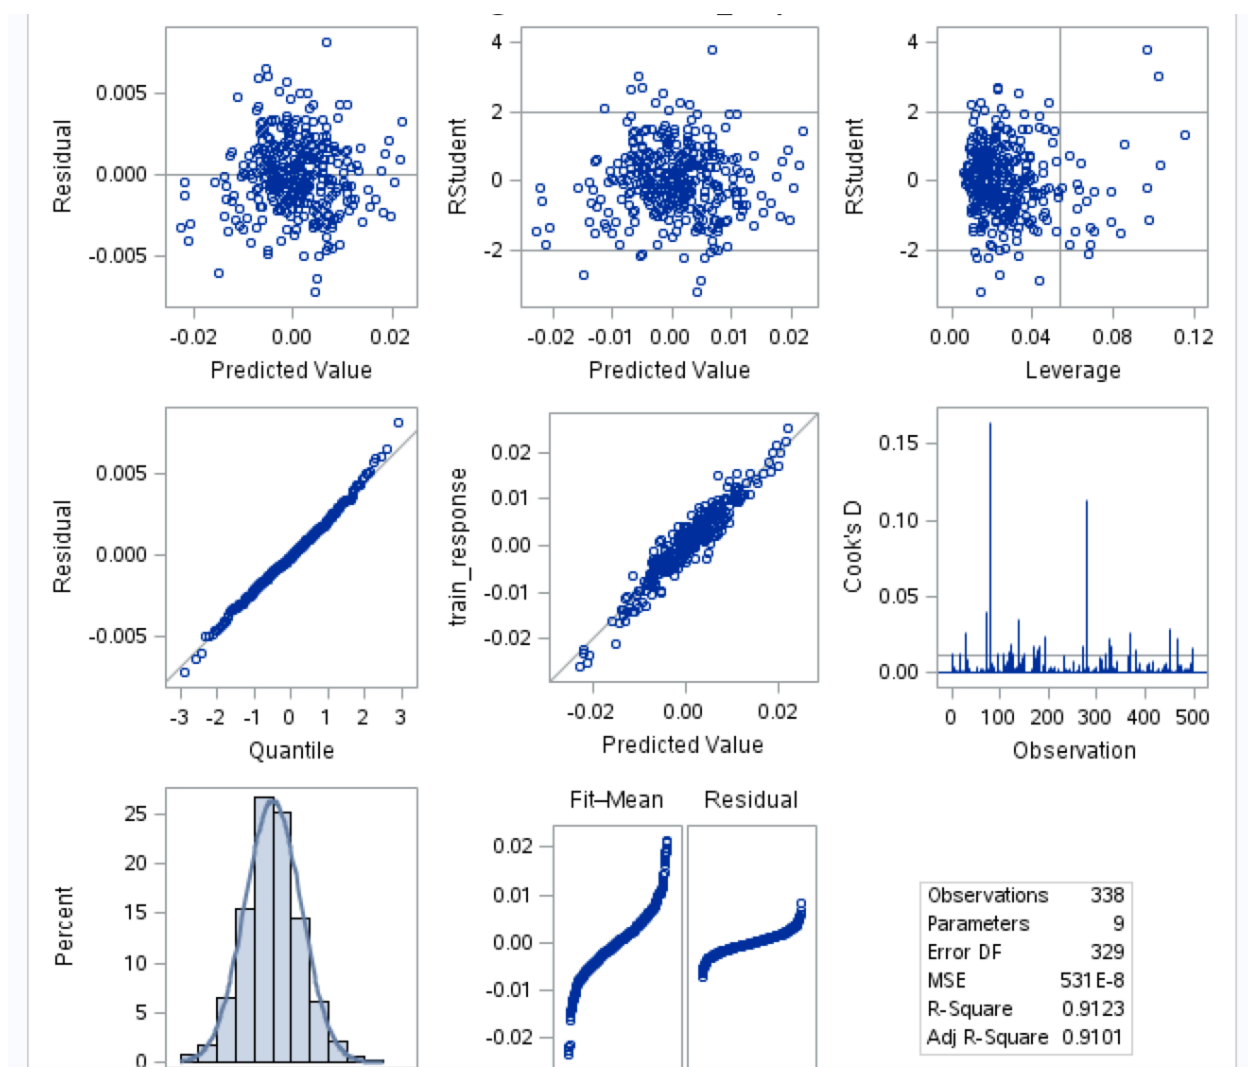 Residual
0.005
0.000
-0.005
-0.02 0.00 0.02
Predicted Value
RStudent
4
2
0
-2
-0.02 -0.01 0.00 0.01 0.02
Predicted Value
RStudent
4
2
0
-2
0.00 0.04 0.08 0.12
Leverage
Residual
0.005
0.000
-0.005
-3 -2 -1 0 1 2 3
Quantile
train_response
0.02
0.01
0.00
-0.01
-0.02
-0.02 0.00 0.02
Predicted Value
Cook's D
0.15
0.10
0.05
0.00
0 100 200 300 400 500
Observation
Percent
25
20
15
10
5
0
Fit–Mean Residual
0.02
0.01
0.00
-0.01
-0.02
Observations 338
Parameters 9
Error DF 329
MSE 531E-8
R-Square 0.9123
Adj R-Square 0.9101